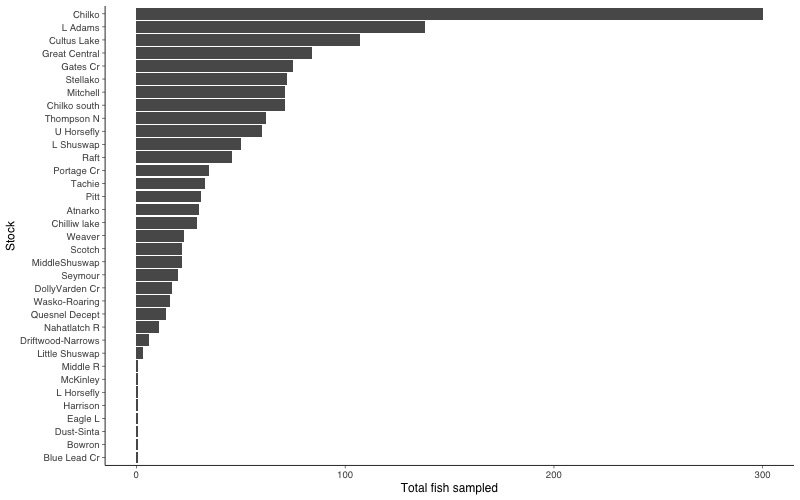 Chilko
L Adams
Cultus Lake
Great Central
Gates Cr
Stellako
Mitchell
Chilko south
Thompson N
U Horsefly
L Shuswap
Raft
Portage Cr
Tachie
Pitt
Atnarko
Chilliw lake
Weaver
Scotch
MiddleShuswap
Seymour
DollyVarden Cr
Wasko-Roaring
Quesnel Decept
Nahatlatch R
Driftwood-Narrows
Little Shuswap
Middle R
McKinley
L Horsefly
Harrison
Eagle L
Dust-Sinta
Bowron
Blue Lead Cr
Stock
0 100 200 300
Total fish sampled